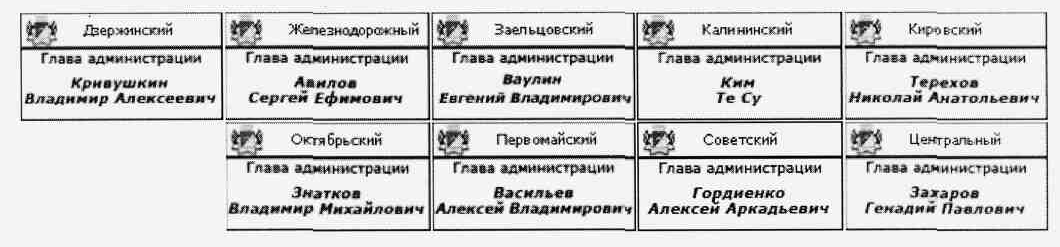 Дзержинский
Глава администрации
Кривушкин
Владимир Алексеевич
Железнодорожный
Глава администрации
Авилов
Сергей Ефимович
Заельцовский
Глава администрации
Ваулин
Евгений Владимирович
Калининский
Глава администрации
Ким
Те Су
Кировский
Глава администрации
Терехов
Николай Анатольевич
Октябрьский
Глава администрации
Знатков
Владимир Михайлович
Первомайский
Глава администрации
Васильев
Алексей Владимирович
Советский
Глава администрации
Гордиенко
Алексей Аркадьевич
Центральный
Глава администрации
Захаров
Генадий Павлович